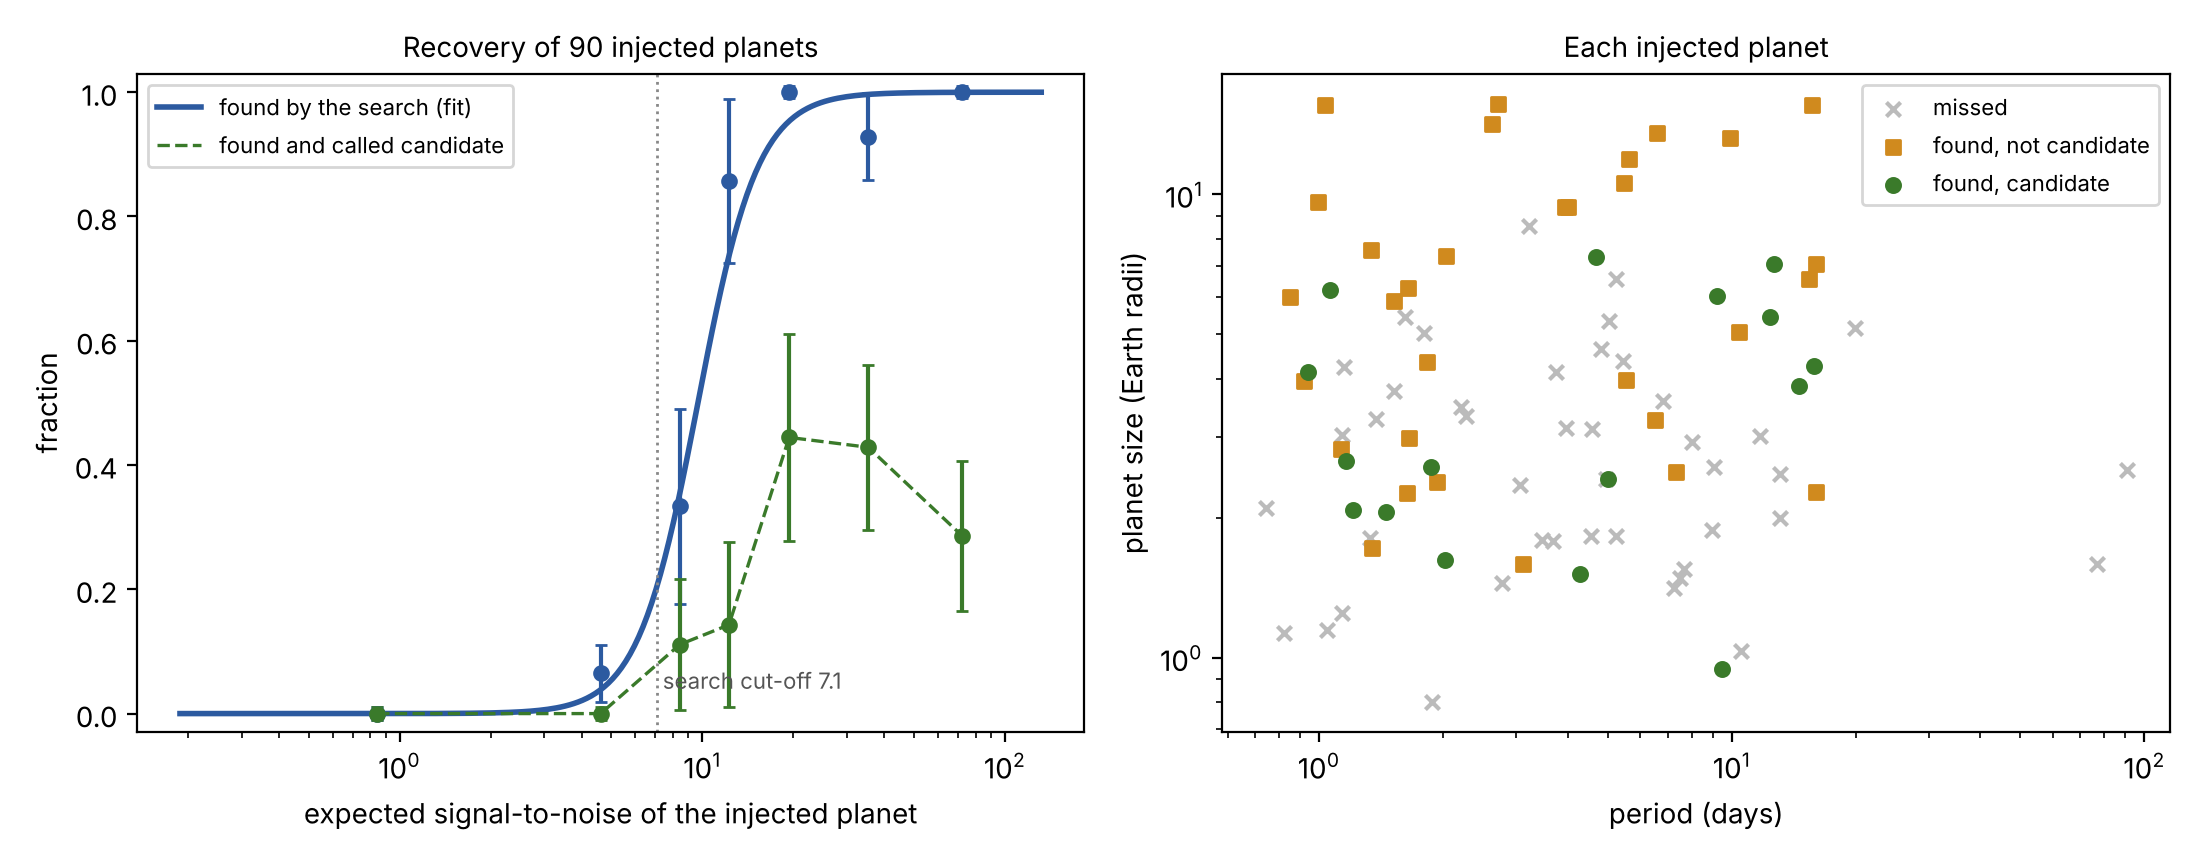 Recovery of 90 injected planets
found by the search (fit)
found and called candidate
1.0
0.8
0.6
0.4
0.2
0.0
fraction
search cut-off 7.1
10⁰
10¹
10²
expected signal-to-noise of the injected planet
Each injected planet
missed
found, not candidate
found, candidate
10¹
10⁰
planet size (Earth radii)
10⁰
10¹
10²
period (days)